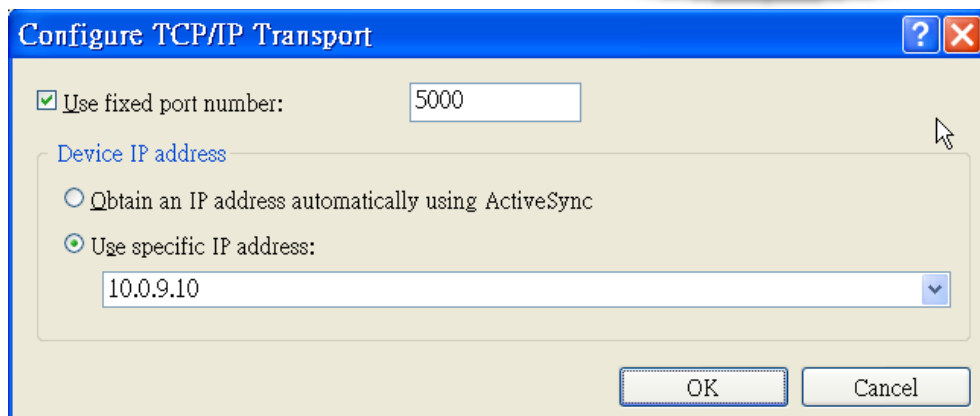 Configure TCP/IP Transport
Use fixed port number: 5000
Device IP address
Obtain an IP address automatically using ActiveSync
Use specific IP address:
10.0.9.10
OK Cancel